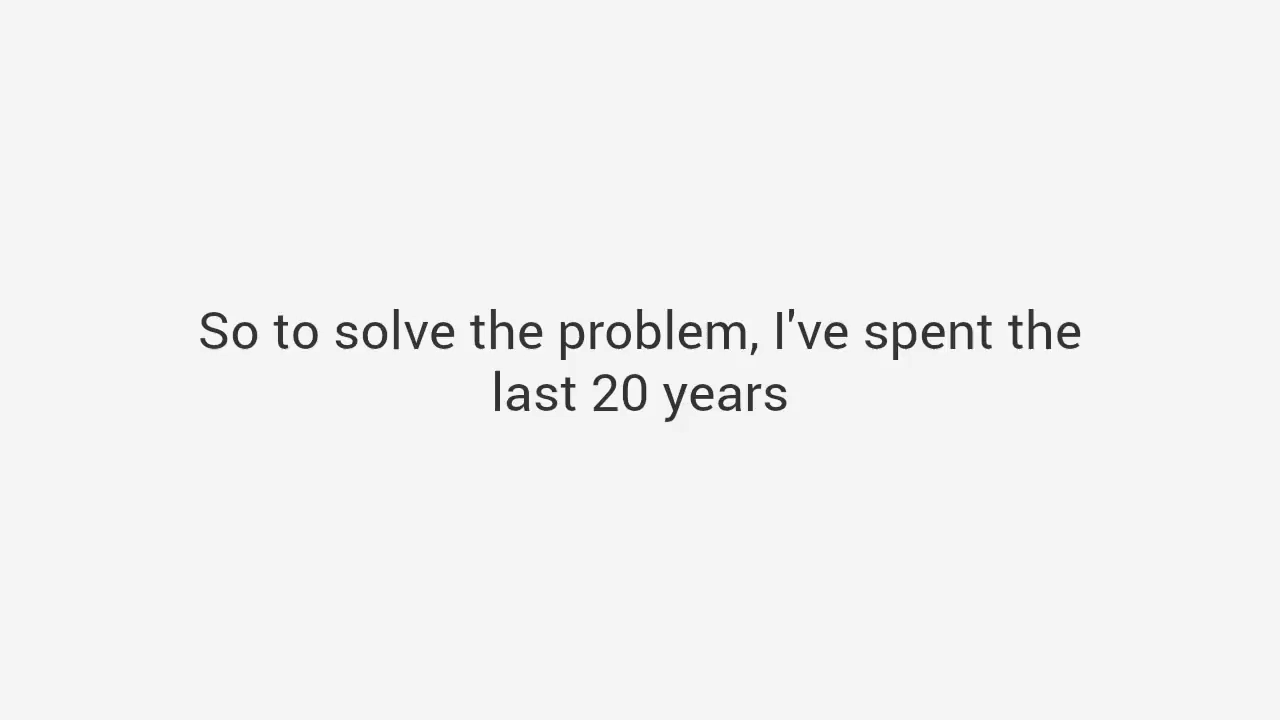 So to solve the problem, I've spent the
last 20 years